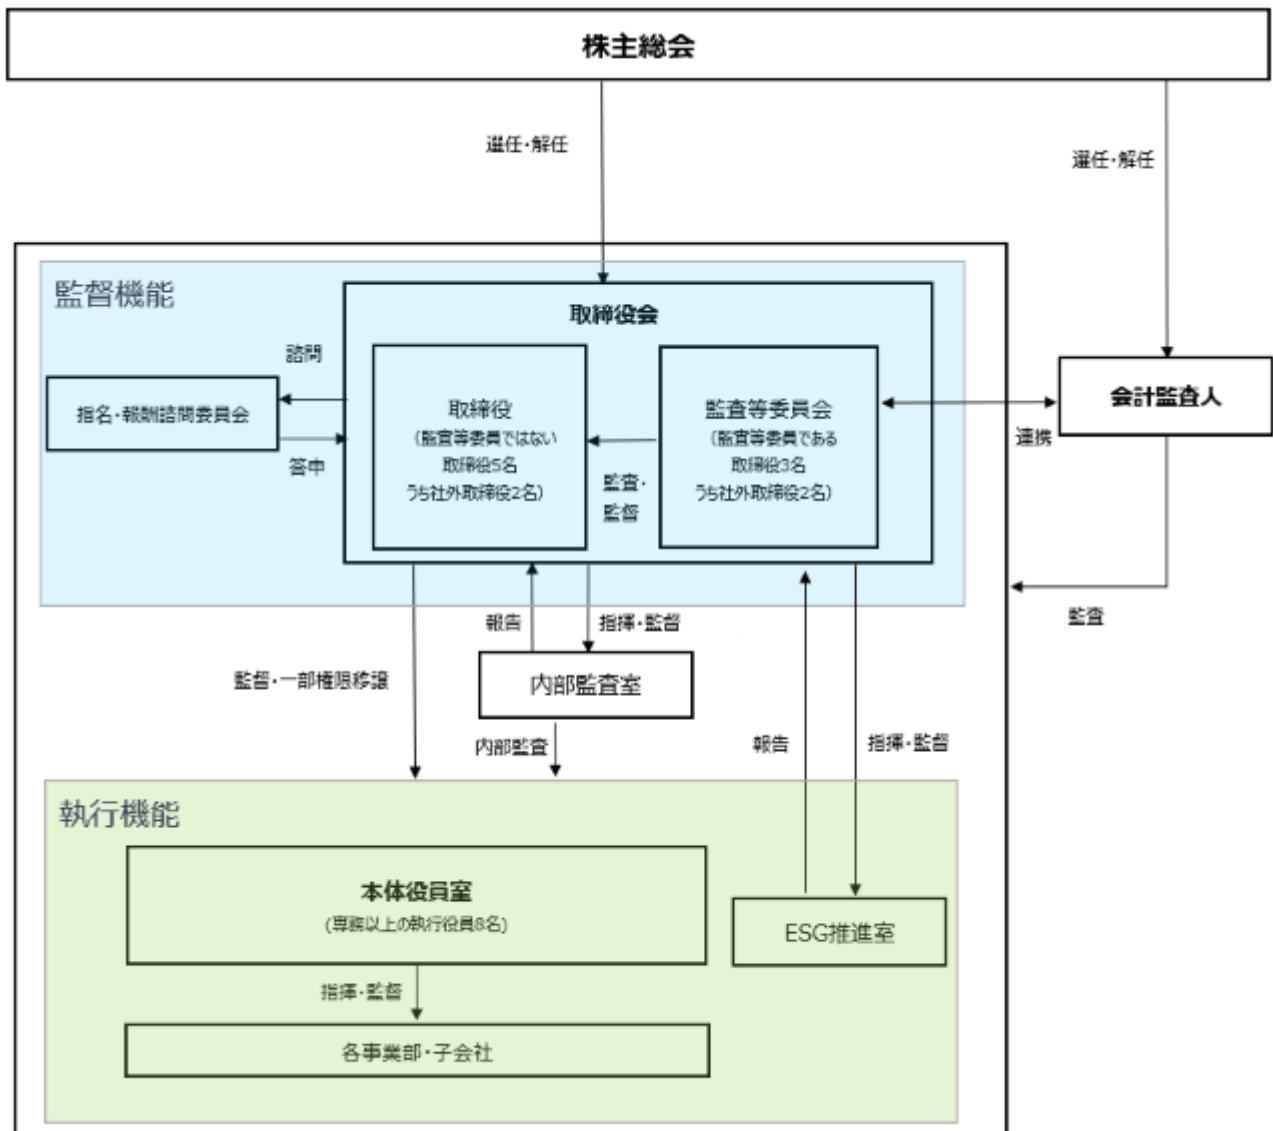 株主総会
選任・解任
選任・解任
監督機能
取締役会
諮問
指名・報酬諮問委員会
答申
取締役
(監査等委員ではない
取締役5名
うち社外取締役2名)
監査・
監督
監査等委員会
(監査等委員である
取締役3名
うち社外取締役2名)
連携
会計監査人
監査
報告
指揮・監督
監督・一部権限移譲
内部監査室
内部監査
報告
指揮・監督
執行機能
本体役員室
(専務以上の執行役員8名)
ESG推進室
指揮・監督
各事業部・子会社